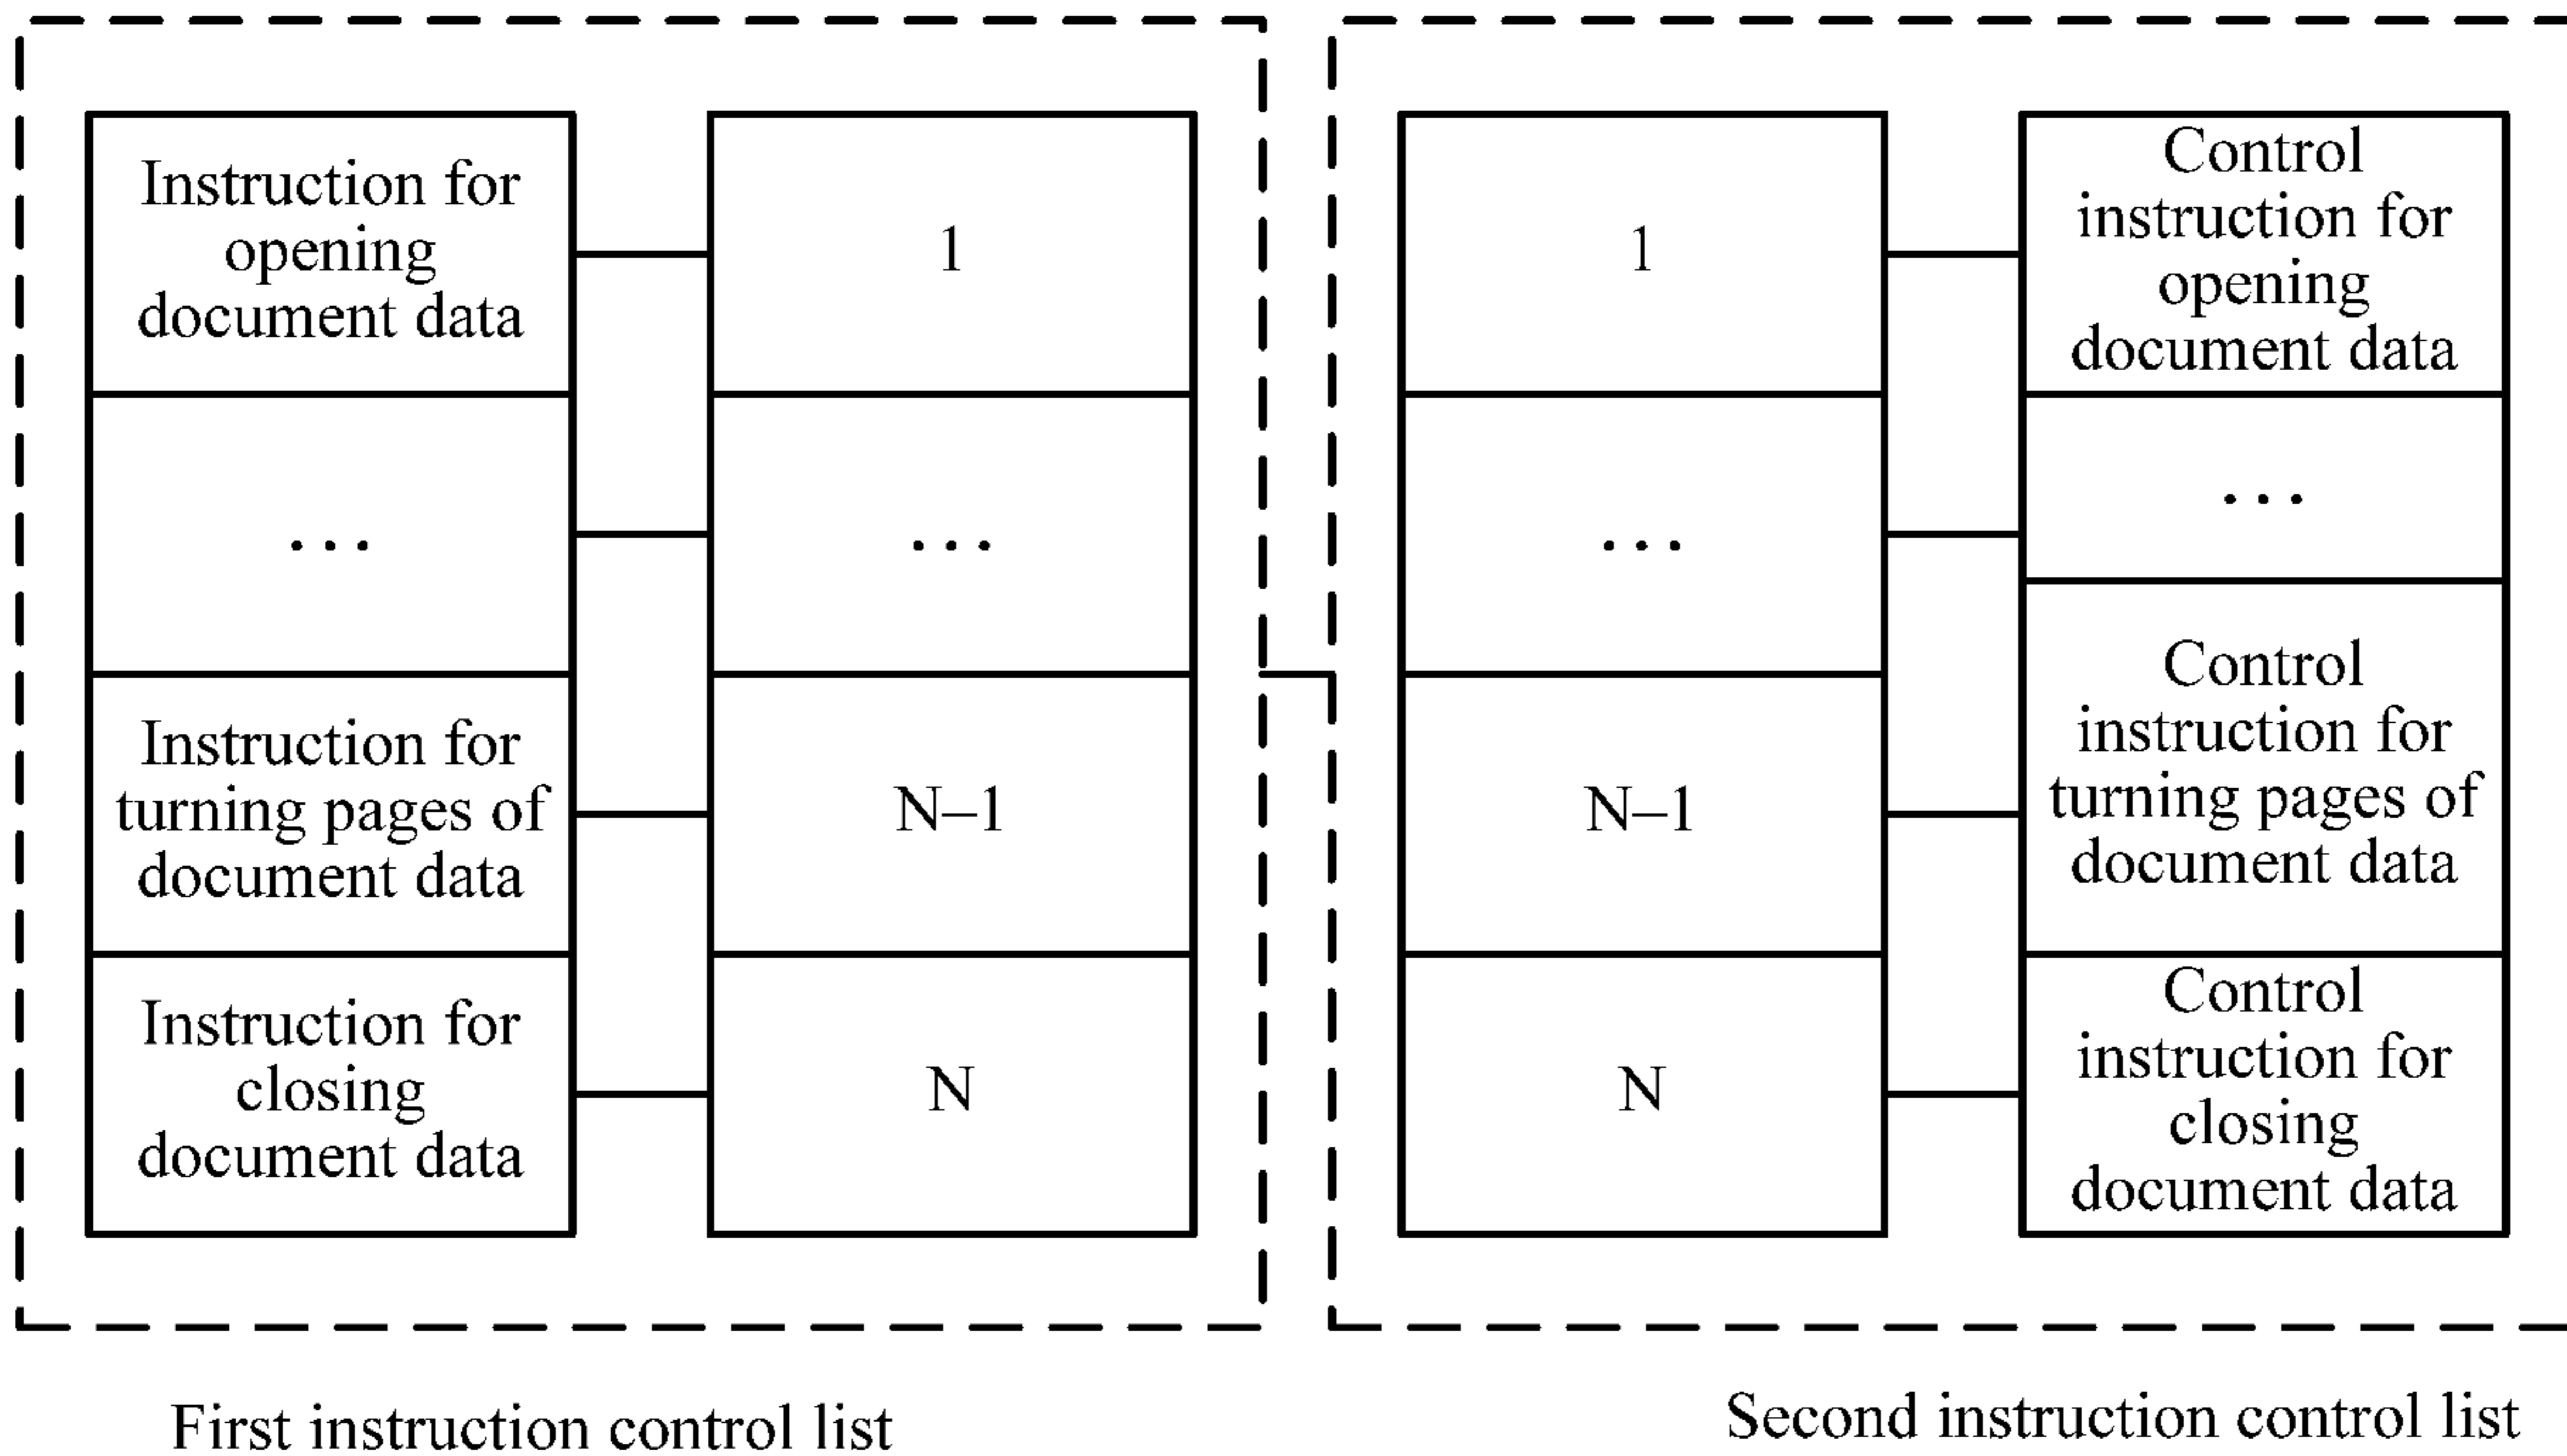 Instruction for
opening
document data
1
...
...
Instruction for
turning pages of
document data
N–1
Instruction for
closing
document data
N
First instruction control list
1
Control
instruction for
opening
document data
...
...
N–1
Control
instruction for
turning pages of
document data
N
Control
instruction for
closing
document data
Second instruction control list